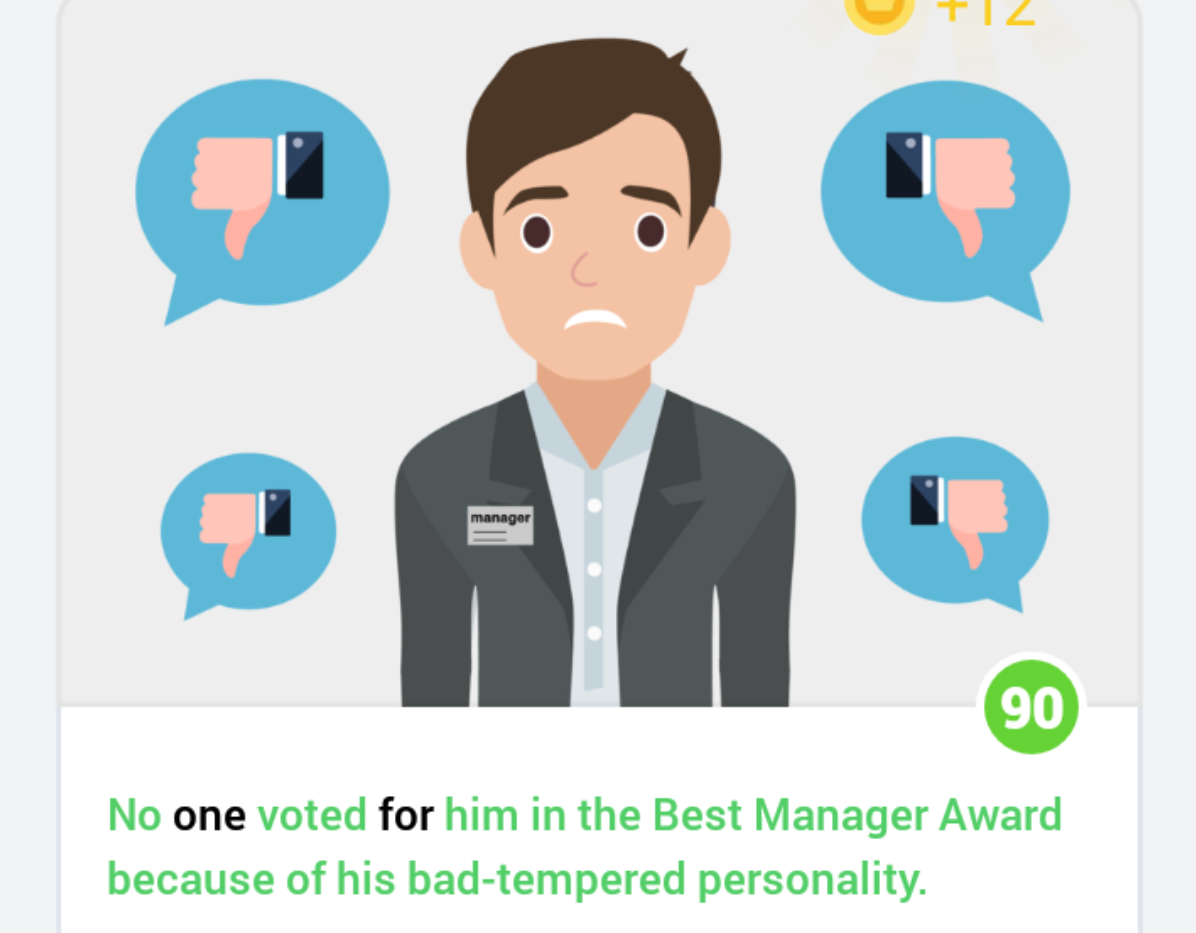 +12
manager
90
No one voted for him in the Best Manager Award
because of his bad-tempered personality.